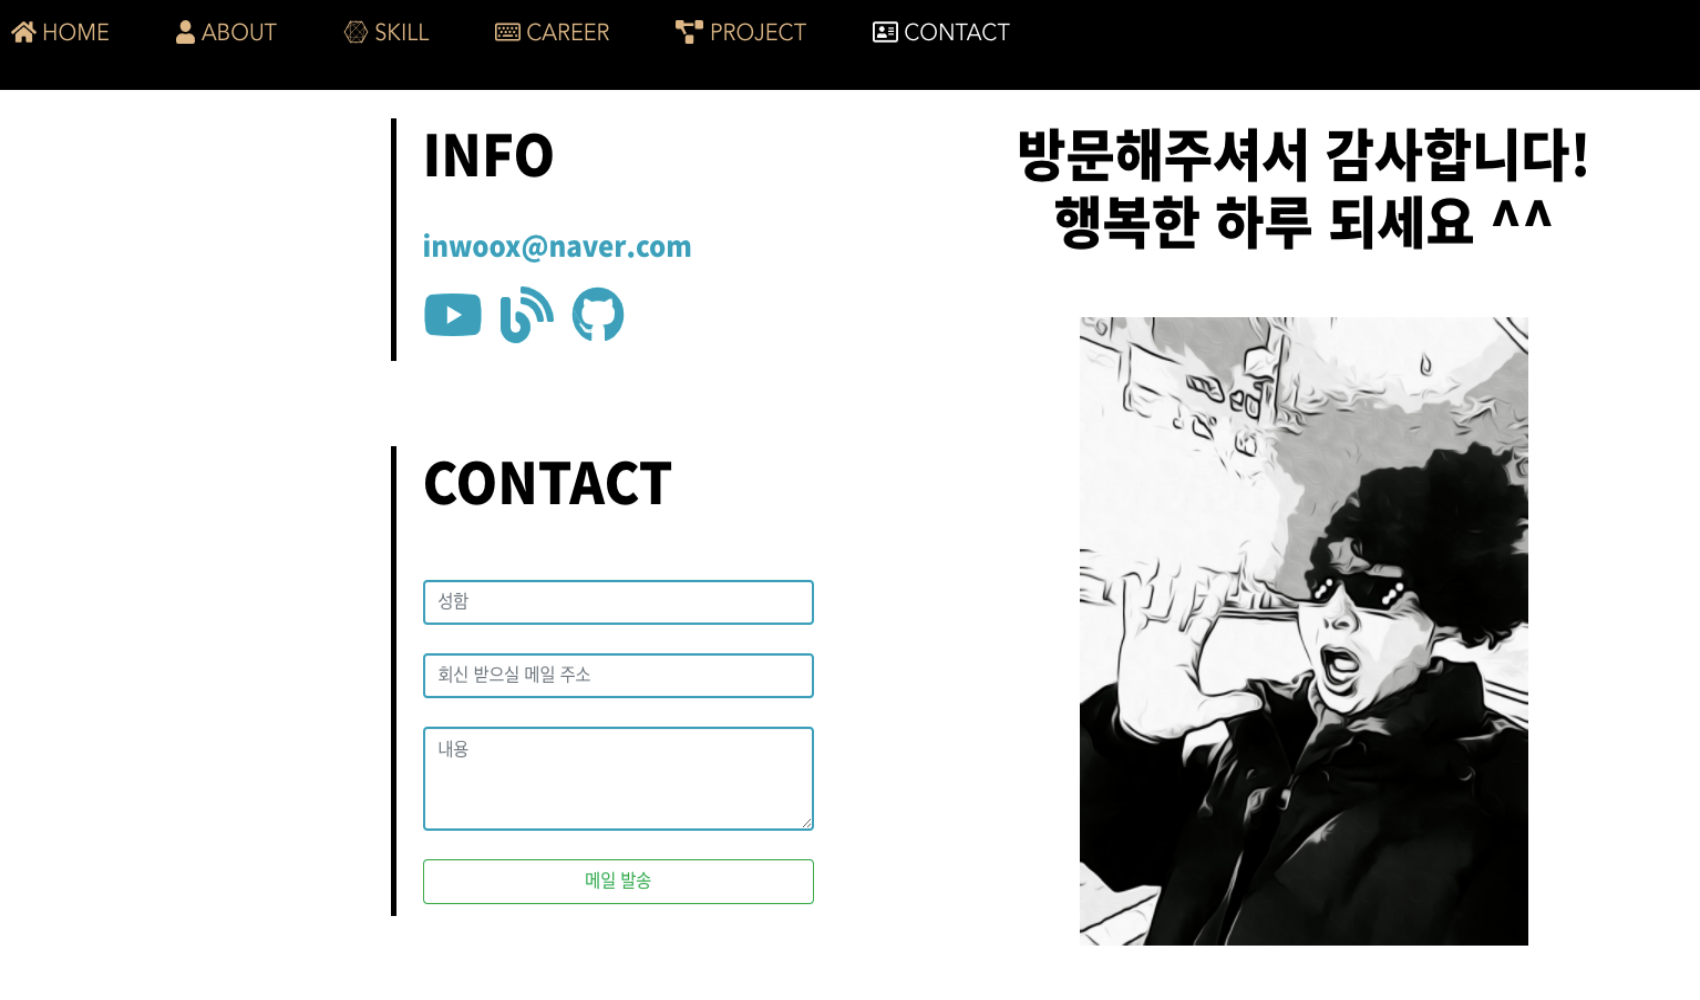 HOME ABOUT SKILL CAREER PROJECT CONTACT
INFO
inwoox@naver.com
CONTACT
성함
회신 받으실 메일 주소
내용
메일 발송
방문해주셔서 감사합니다!
행복한 하루 되세요 ^^